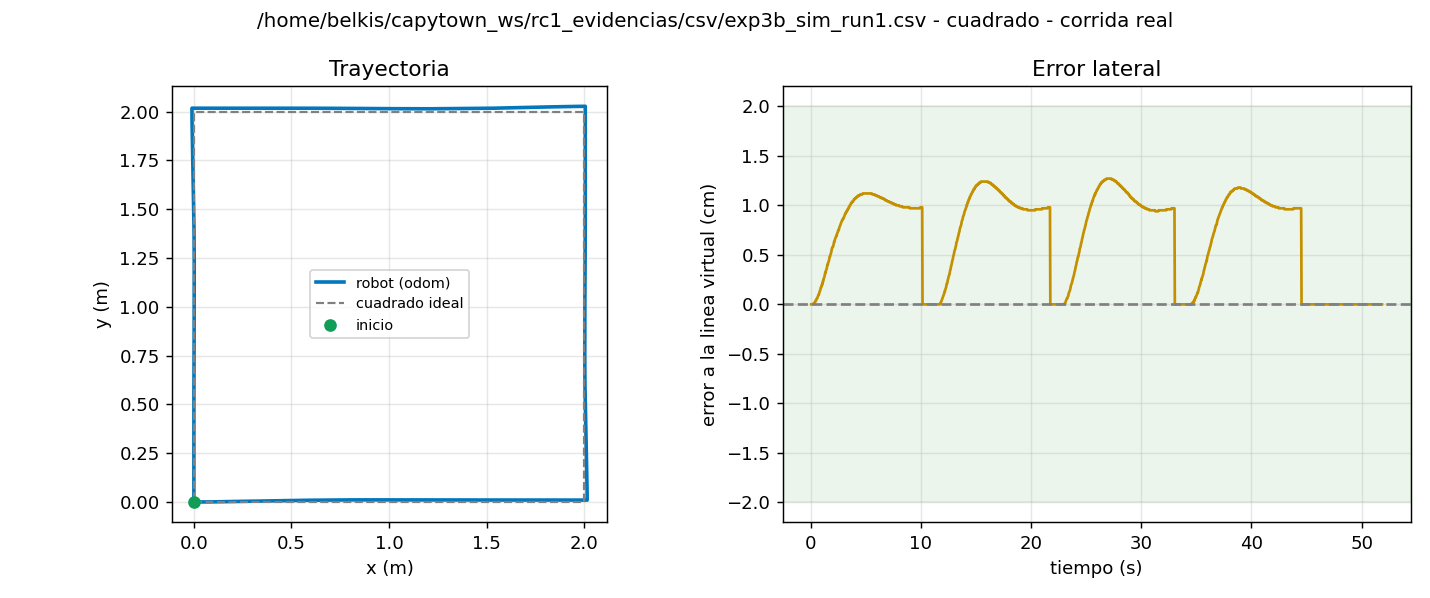 /home/belkis/capytown_ws/rc1_evidencias/csv/exp3b_sim_run1.csv - cuadrado - corrida real
Trayectoria
y (m)
2.00
1.75
1.50
1.25
1.00
0.75
0.50
0.25
0.00
robot (odom)
cuadrado ideal
inicio
0.0 0.5 1.0 1.5 2.0
x (m)
Error lateral
error a la linea virtual (cm)
2.0
1.5
1.0
0.5
0.0
−0.5
−1.0
−1.5
−2.0
0 10 20 30 40 50
tiempo (s)